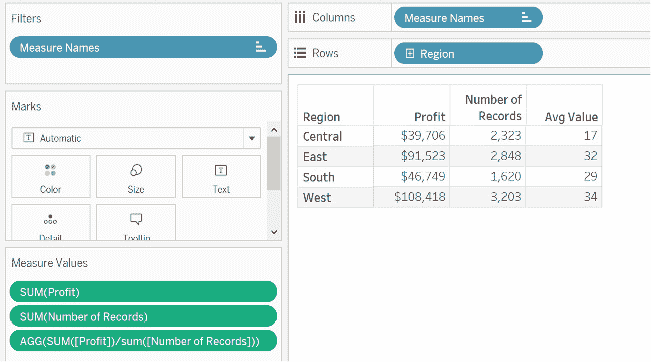 Filters
Measure Names
Marks
Automatic
Color Size Text
Detail Tooltip
Measure Values
SUM(Profit)
SUM(Number of Records)
AGG(SUM([Profit])/sum([Number of Records]))
Columns Measure Names
Rows Region
Number of
Region Profit Records Avg Value
Central $39,706 2,323 17
East $91,523 2,848 32
South $46,749 1,620 29
West $108,418 3,203 34